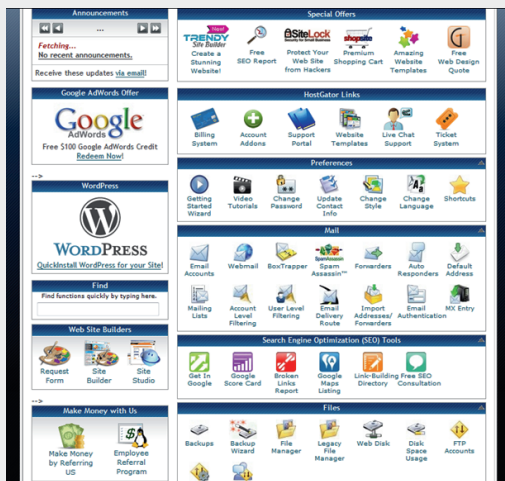 Announcements
...
Fetching...
No recent announcements.
Receive these updates via email!
Google AdWords Offer
Google
AdWords
Free $100 Google AdWords Credit
Redeem Now!
-->
WordPress
WORDPRESS
QuickInstall WordPress for your Site!
Find
Find functions quickly by typing here.
Web Site Builders
Request Form
Site Builder
Site Studio
-->
Make Money with Us
Make Money by Referring US
Employee Referral Program
Special Offers
New
TRENDY
Site Builder
Create a Stunning Website!
Free SEO Report
SiteLock
Protect Your Web Site from Hackers
shopsite
Premium Shopping Cart
Amazing Website Templates
Free Web Design Quote
HostGator Links
Billing System
Account Addons
Support Portal
Website Templates
Live Chat Support
Ticket System
Preferences
Getting Started Wizard
Video Tutorials
Change Password
Update Contact Info
Change Style
Change Language
Shortcuts
Mail
Email Accounts
Webmail
BoxTrapper
SpamAssassin
Spam Assassin™
Forwarders
Auto Responders
Default Address
Mailing Lists
Account Level Filtering
User Level Filtering
Email Delivery Route
Import Addresses/ Forwarders
Email Authentication
MX Entry
Search Engine Optimization (SEO) Tools
Get In Google
Google Score Card
Broken Links Report
Google Maps Listing
Link-Building Directory
Free SEO Consultation
Files
Backups
Backup Wizard
File Manager
Legacy File Manager
Web Disk
Disk Space Usage
FTP Accounts